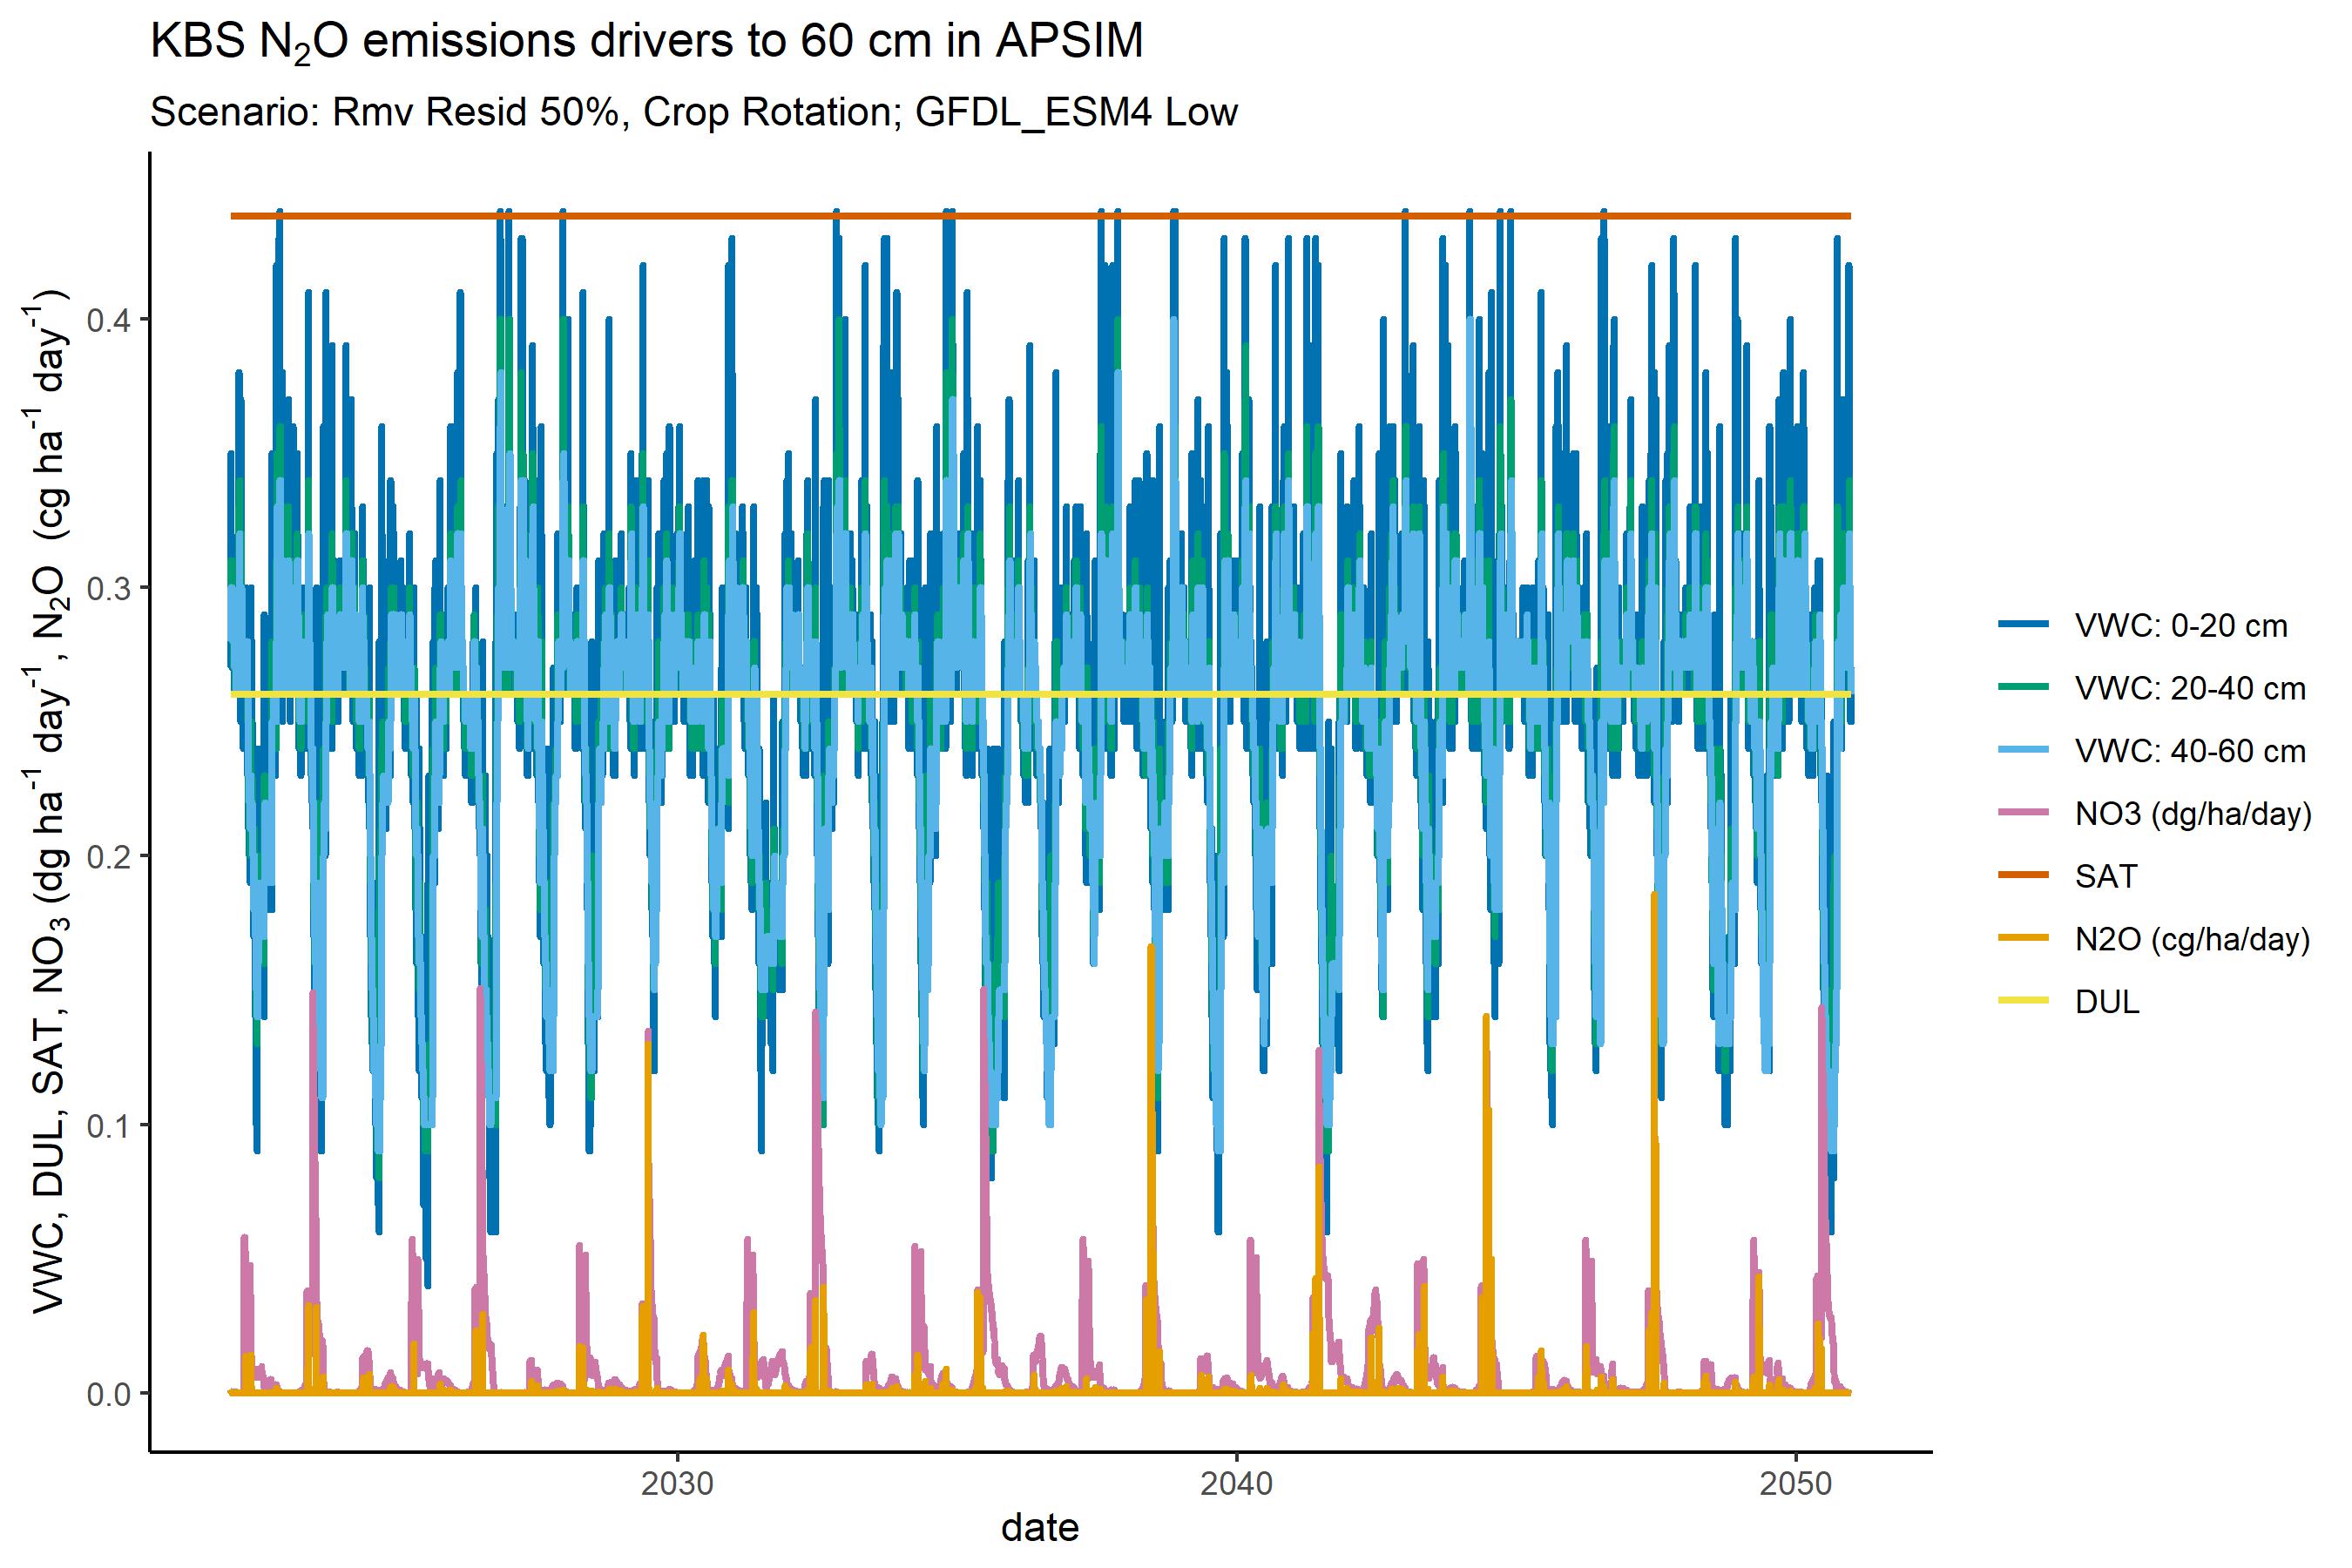 KBS N₂O emissions drivers to 60 cm in APSIM
Scenario: Rmv Resid 50%, Crop Rotation; GFDL_ESM4 Low
VWC, DUL, SAT, NO₃ (dg ha⁻¹ day⁻¹, N₂O (cg ha⁻¹ day⁻¹)
0.4
0.3
0.2
0.1
0.0
2030
2040
2050
date
VWC: 0-20 cm
VWC: 20-40 cm
VWC: 40-60 cm
NO3 (dg/ha/day)
SAT
N2O (cg/ha/day)
DUL